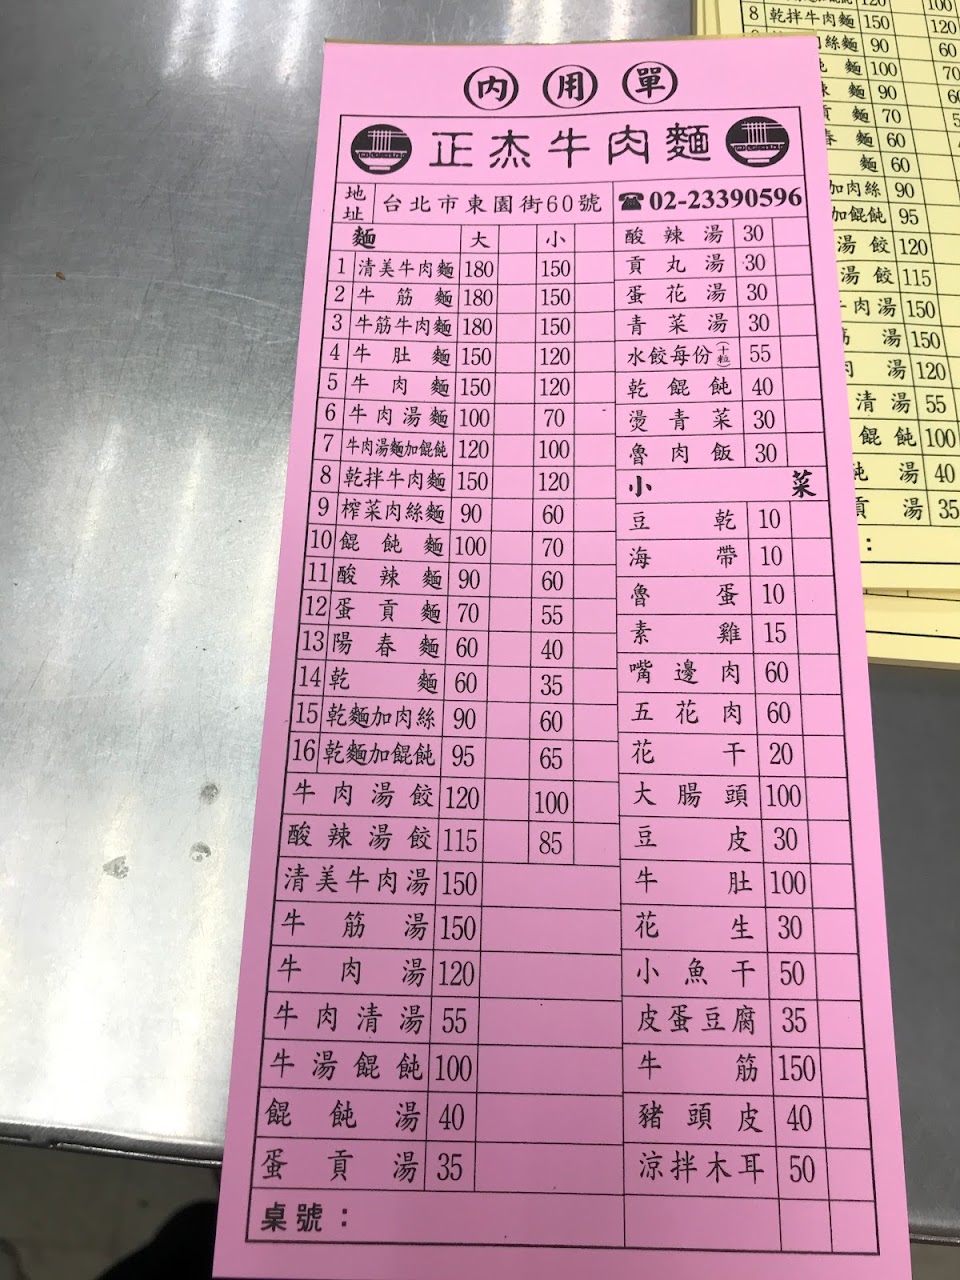 內用單
正杰牛肉麵
地址 台北市東園街60號 ☎02-23390596
麵 大 小
1 清美牛肉麵 180 150
2 牛筋麵 180 150
3 牛筋牛肉麵 180 150
4 牛肚麵 150 120
5 牛肉麵 150 120
6 牛肉湯麵 100 70
7 牛肉湯麵加餛飩 120 100
8 乾拌牛肉麵 150 120
9 榨菜肉絲麵 90 60
10 餛飩麵 100 70
11 酸辣麵 90 60
12 蛋貢麵 70 55
13 陽春麵 60 40
14 乾麵 60 35
15 乾麵加肉絲 90 60
16 乾麵加餛飩 95 65
牛肉湯餃 120 100
酸辣湯餃 115 85
清美牛肉湯 150
牛筋湯 150
牛肉湯 120
牛肉清湯 55
牛湯餛飩 100
餛飩湯 40
蛋貢湯 35
桌號：
酸辣湯 30
貢丸湯 30
蛋花湯 30
青菜湯 30
水餃每份(十粒) 55
乾餛飩 40
燙青菜 30
魯肉飯 30
小菜
豆乾 10
海帶 10
魯蛋 10
素雞 15
嘴邊肉 60
五花肉 60
花干 20
大腸頭 100
豆皮 30
牛肚 100
花生 30
小魚干 50
皮蛋豆腐 35
牛筋 150
豬頭皮 40
涼拌木耳 50
120 100
8 乾拌牛肉麵 150 120
肉絲麵 90 60
麵 100 70
麵 90
麵 70
春麵 60
麵 60
加肉絲 90
加餛飩 95
湯餃 120
湯餃 115
牛肉湯 150
湯 150
湯 120
清湯 55
餛飩 100
湯 40
貢湯 35
：